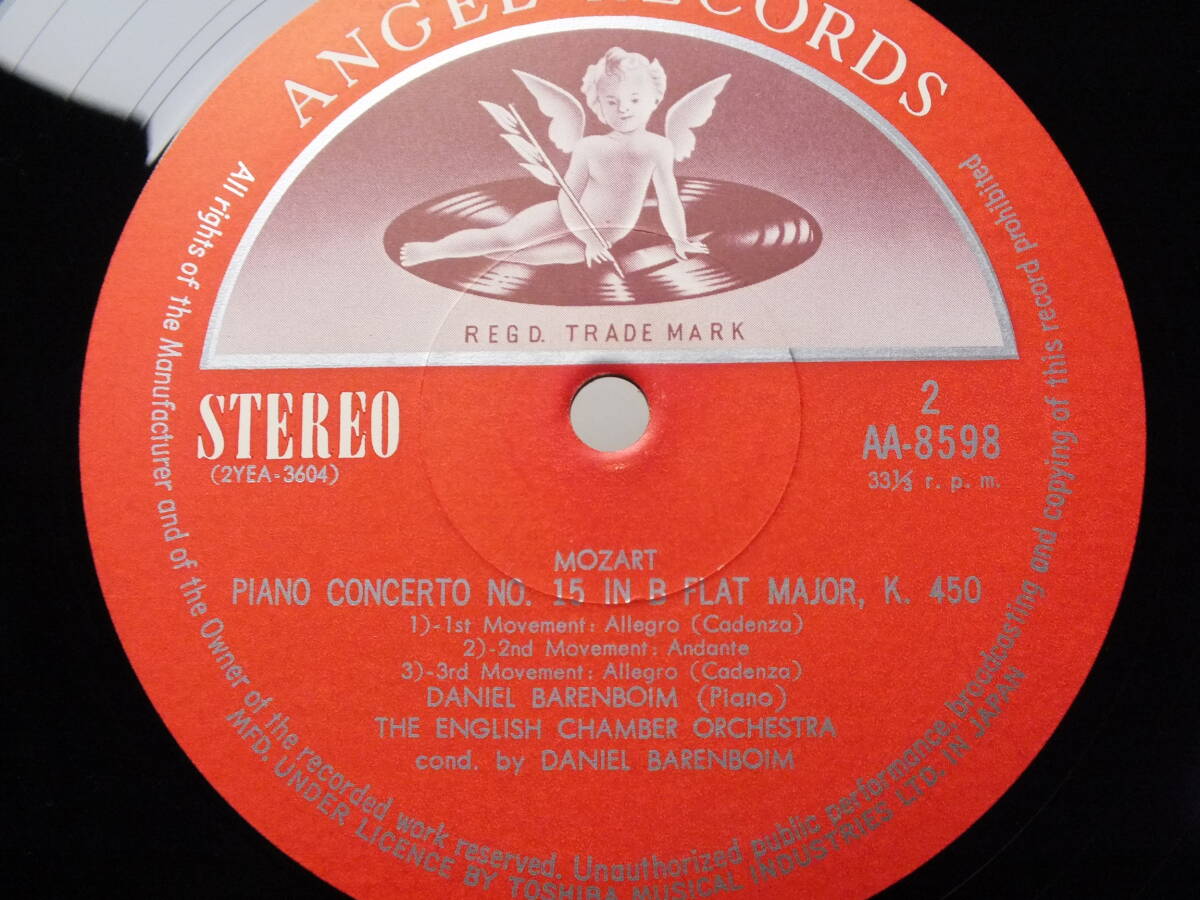 ANGEL RECORDS
REGD. TRADE MARK
STEREO
(2YEA-3604)
2
AA-8598
33⅓ r. p. m.
MOZART
PIANO CONCERTO NO. 15 IN B FLAT MAJOR, K. 450
1)-1st Movement: Allegro (Cadenza)
2)-2nd Movement: Andante
3)-3rd Movement: Allegro (Cadenza)
DANIEL BARENBOIM (Piano)
THE ENGLISH CHAMBER ORCHESTRA
cond. by DANIEL BARENBOIM
All rights of the Manufacturer and of the Owner of the recorded work reserved. Unauthorized public performance, broadcasting and copying of this record prohibited
MFD. UNDER LICENCE BY TOSHIBA MUSICAL INDUSTRIES LTD. IN JAPAN